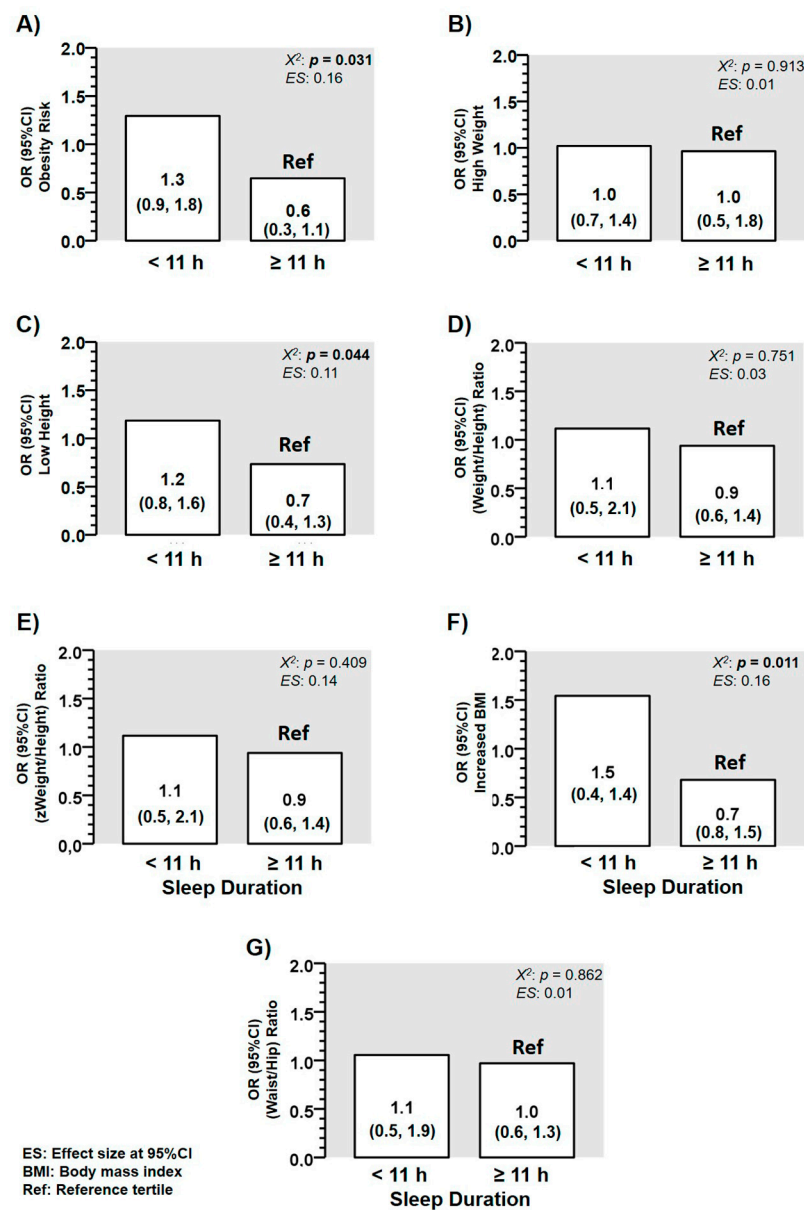 A)
OR (95%CI)
Obesity Risk
2.0
1.5
1.0
0.5
0.0
X²: p = 0.031
ES: 0.16
1.3
(0.9, 1.8)
Ref
0.6
(0.3, 1.1)
< 11 h
≥ 11 h
B)
OR (95%CI)
High Weight
2.0
1.5
1.0
0.5
0.0
X²: p = 0.913
ES: 0.01
1.0
(0.7, 1.4)
Ref
1.0
(0.5, 1.8)
< 11 h
≥ 11 h
C)
OR (95%CI)
Low Height
2.0
1.5
1.0
0.5
0.0
X²: p = 0.044
ES: 0.11
1.2
(0.8, 1.6)
Ref
0.7
(0.4, 1.3)
< 11 h
≥ 11 h
D)
OR (95%CI)
(Weight/Height) Ratio
2.0
1.5
1.0
0.5
0.0
X²: p = 0.751
ES: 0.03
1.1
(0.5, 2.1)
Ref
0.9
(0.6, 1.4)
< 11 h
≥ 11 h
E)
OR (95%CI)
(zWeight/Height) Ratio
2.0
1.5
1.0
0.5
0,0
X²: p = 0.409
ES: 0.14
1.1
(0.5, 2.1)
Ref
0.9
(0.6, 1.4)
< 11 h
≥ 11 h
Sleep Duration
F)
OR (95%CI)
Increased BMI
2.0
1.5
1.0
0.5
0.0
X²: p = 0.011
ES: 0.16
1.5
(0.4, 1.4)
Ref
0.7
(0.8, 1.5)
< 11 h
≥ 11 h
Sleep Duration
G)
OR (95%CI)
(Waist/Hip) Ratio
2.0
1.5
1.0
0.5
0.0
X²: p = 0.862
ES: 0.01
1.1
(0.5, 1.9)
Ref
1.0
(0.6, 1.3)
< 11 h
≥ 11 h
Sleep Duration
ES: Effect size at 95%CI
BMI: Body mass index
Ref: Reference tertile